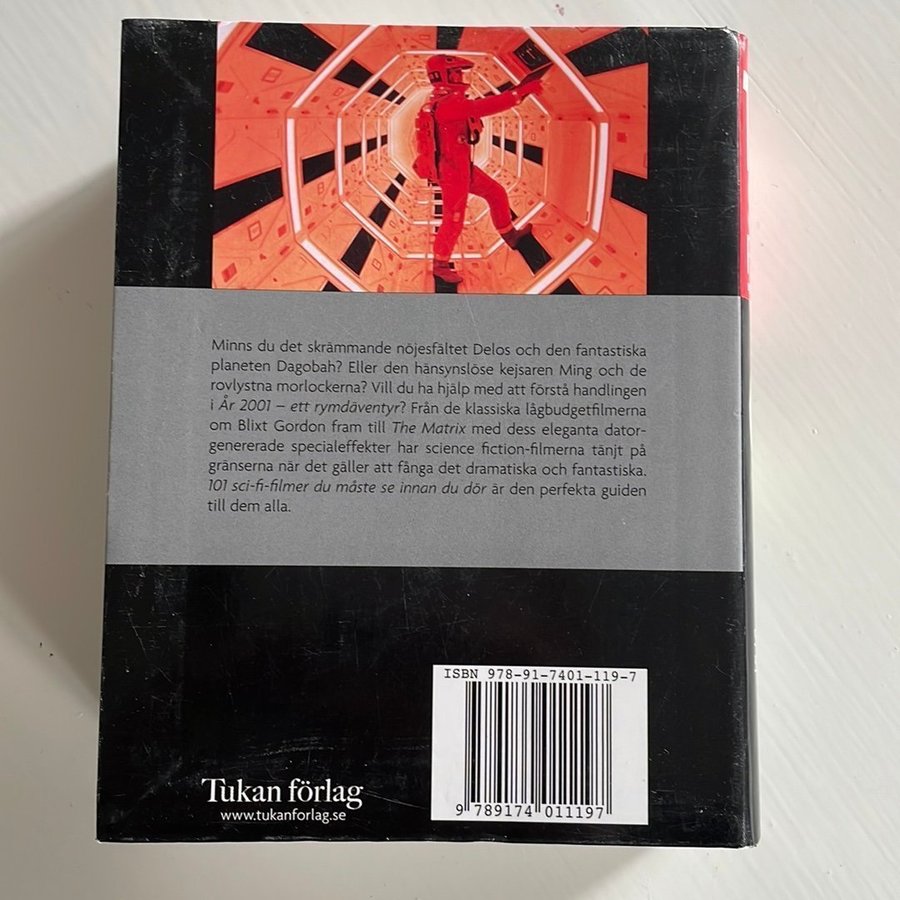 Minns du det skrämmande nöjesfältet Delos och den fantastiska
planeten Dagobah? Eller den hänsynslöse kejsaren Ming och de
rovlystna morlockerna? Vill du ha hjälp med att förstå handlingen
i År 2001 – ett rymdäventyr? Från de klassiska lågbudgetfilmerna
om Blixt Gordon fram till The Matrix med dess eleganta dator-
genererade specialeffekter har science fiction-filmerna tänjt på
gränserna när det gäller att fånga det dramatiska och fantastiska.
101 sci-fi-filmer du måste se innan du dör är den perfekta guiden
till dem alla.
ISBN 978-91-7401-119-7
9 789174 011197
Tukan förlag
www.tukanforlag.se